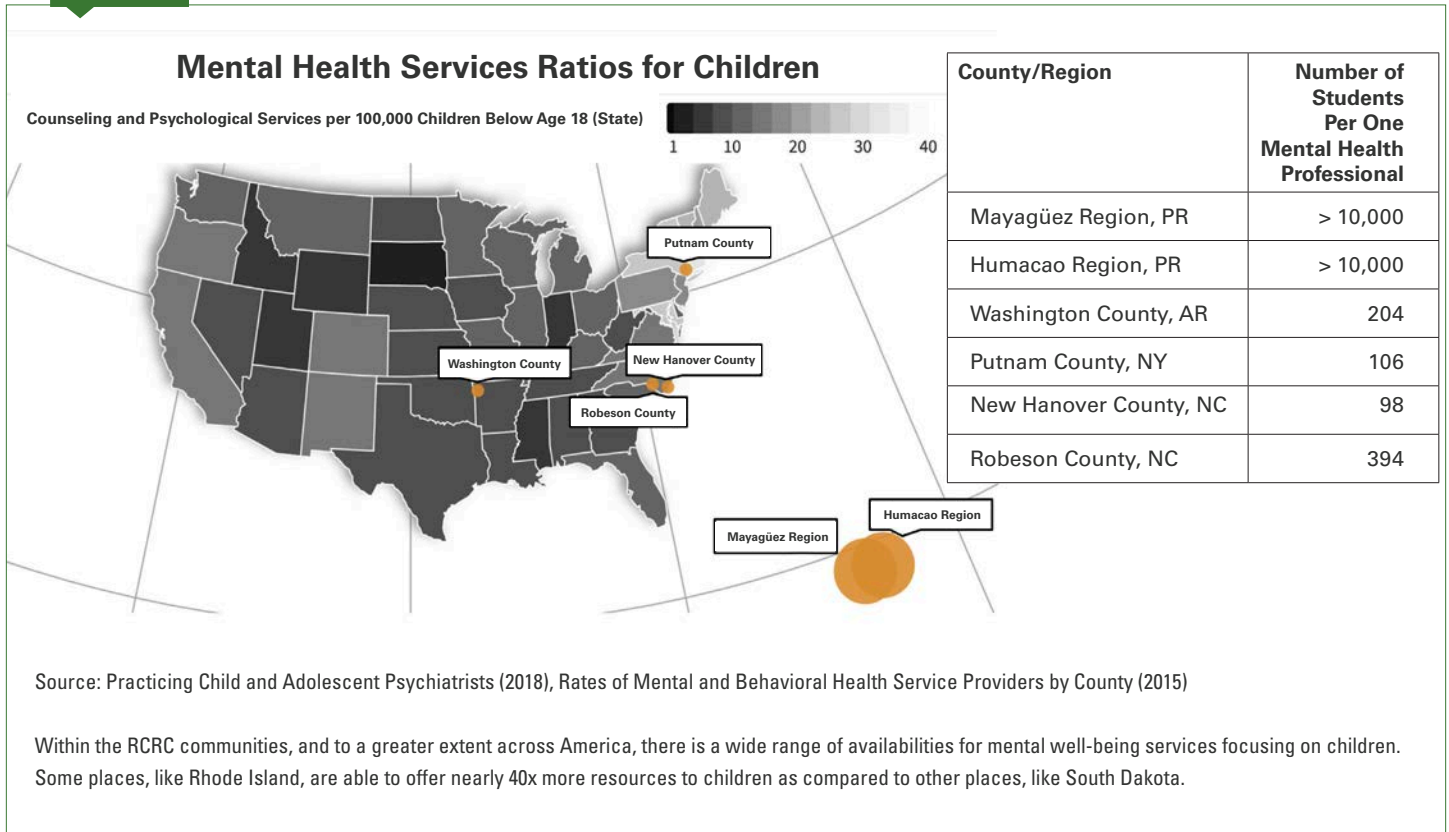 Mental Health Services Ratios for Children
Counseling and Psychological Services per 100,000 Children Below Age 18 (State)
1 10 20 30 40
Putnam County
Washington County
New Hanover County
Robeson County
Humacao Region
Mayagüez Region
County/Region
Number of
Students
Per One
Mental Health
Professional
Mayagüez Region, PR > 10,000
Humacao Region, PR > 10,000
Washington County, AR 204
Putnam County, NY 106
New Hanover County, NC 98
Robeson County, NC 394
Source: Practicing Child and Adolescent Psychiatrists (2018), Rates of Mental and Behavioral Health Service Providers by County (2015)
Within the RCRC communities, and to a greater extent across America, there is a wide range of availabilities for mental well-being services focusing on children.
Some places, like Rhode Island, are able to offer nearly 40x more resources to children as compared to other places, like South Dakota.